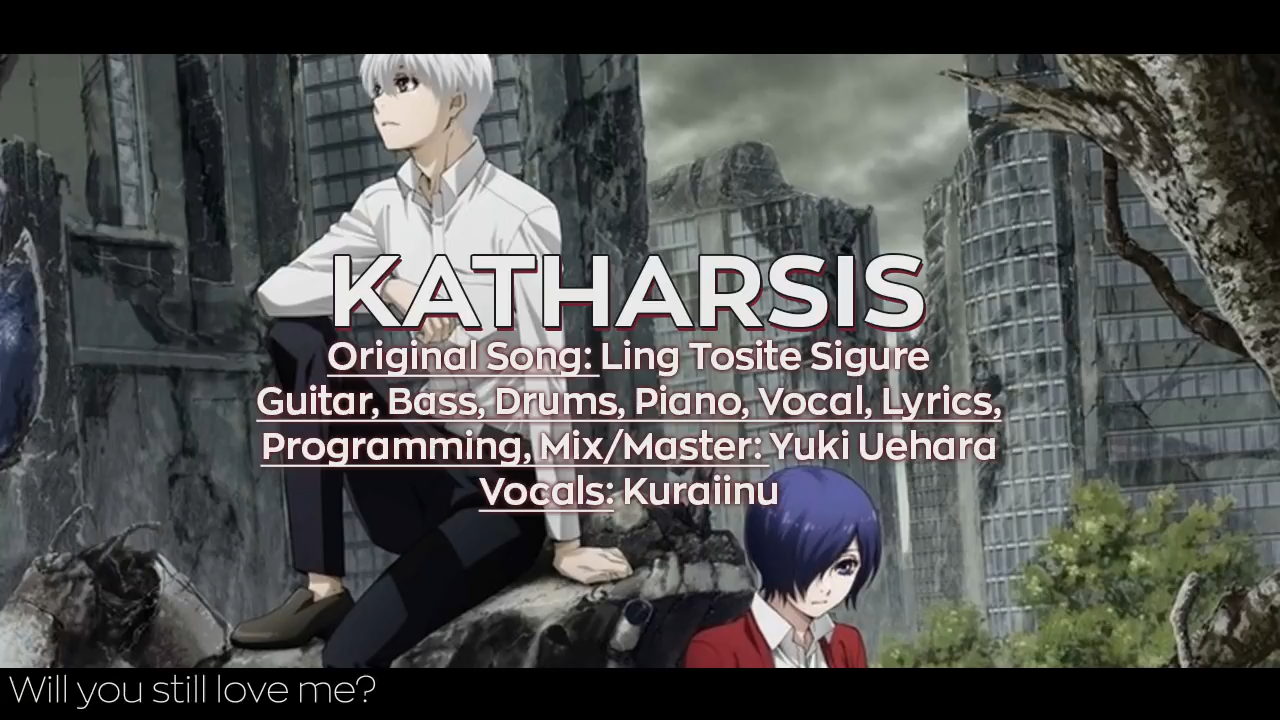 KATHARSIS
Original Song: Ling Tosite Sigure
Guitar, Bass, Drums, Piano, Vocal, Lyrics,
Programming, Mix/Master: Yuki Uehara
Vocals: Kuraiinu
Will you still love me?